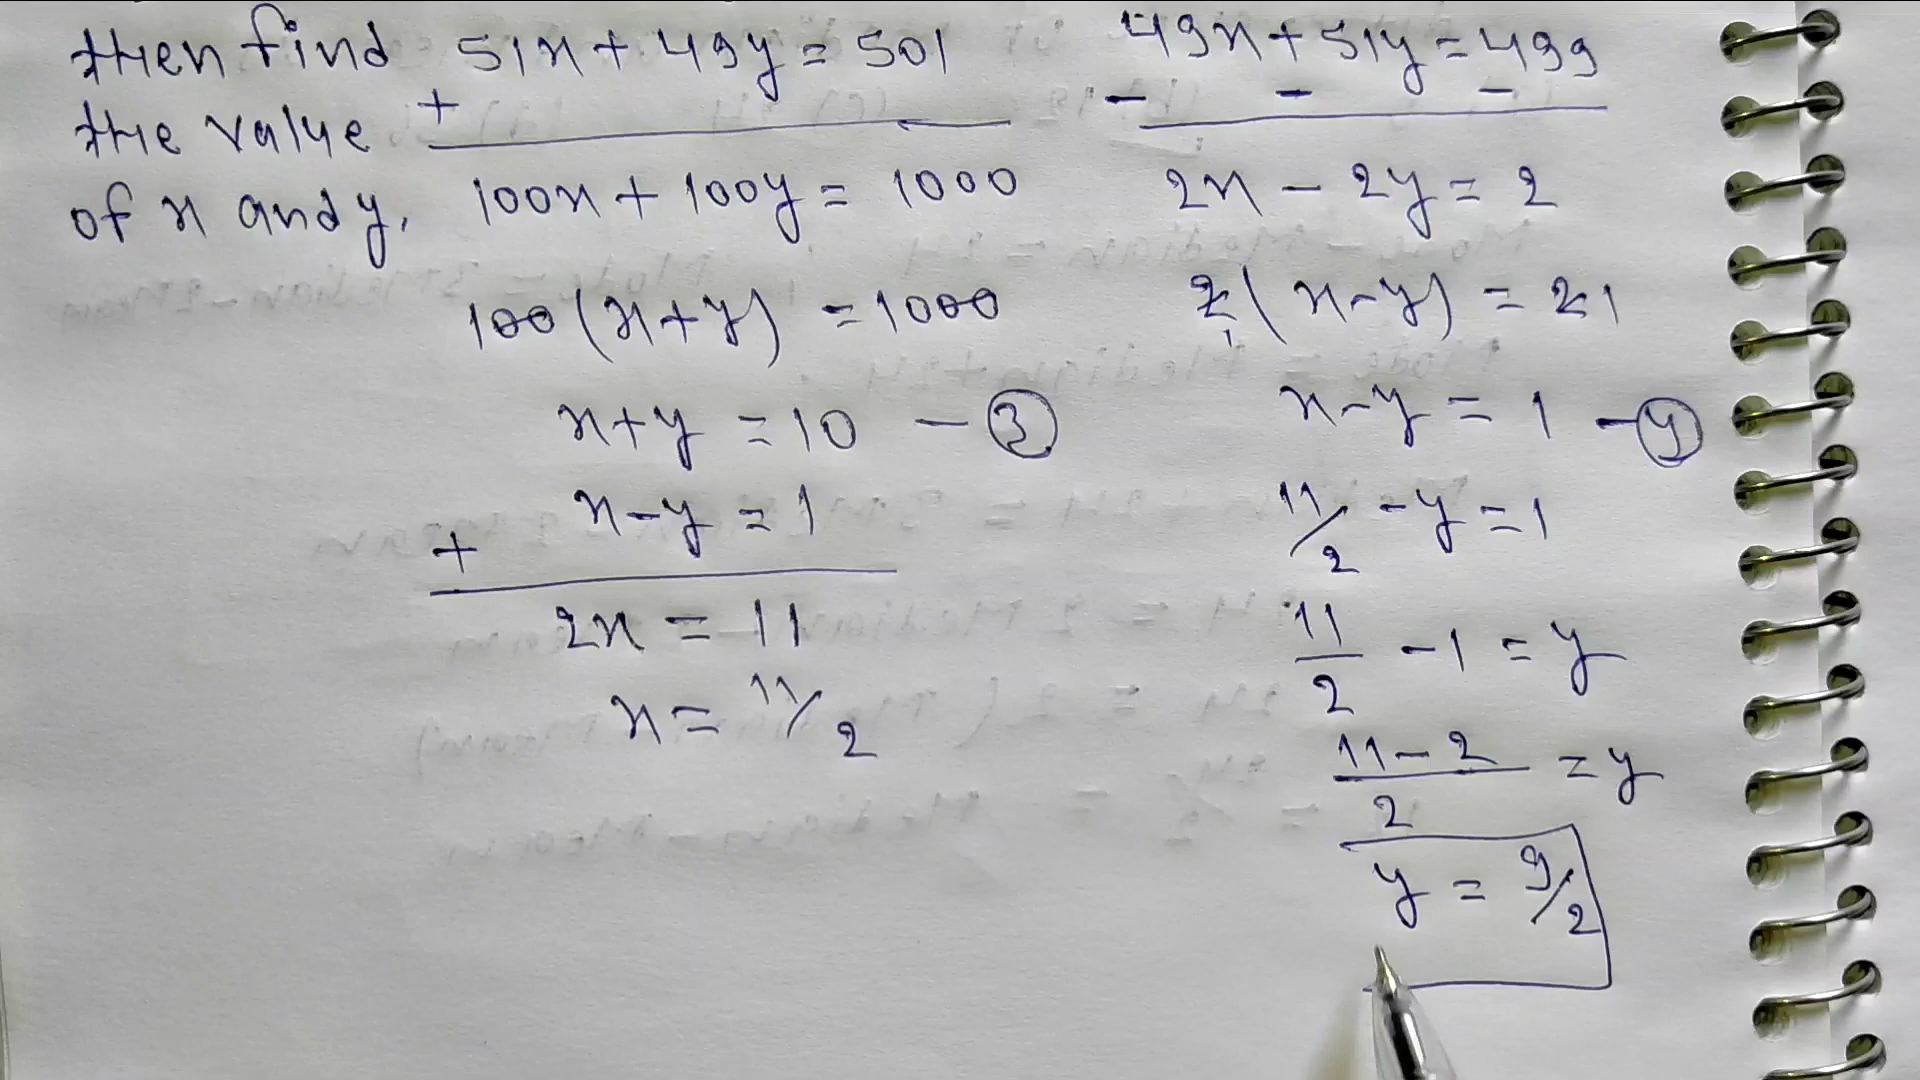 then find
the value
of x and y.
51x + 49y = 501
+
100x + 100y = 1000
100(x+y) = 1000
x+y = 10 - ③
x-y = 1
+
2x = 11
x = 11/2
49x + 51y = 499
- - -
2x - 2y = 2
2(x-y) = 21
1
x-y = 1 - ④
11/2 - y = 1
11/2 - 1 = y
11-2/2 = y
y = 9/2